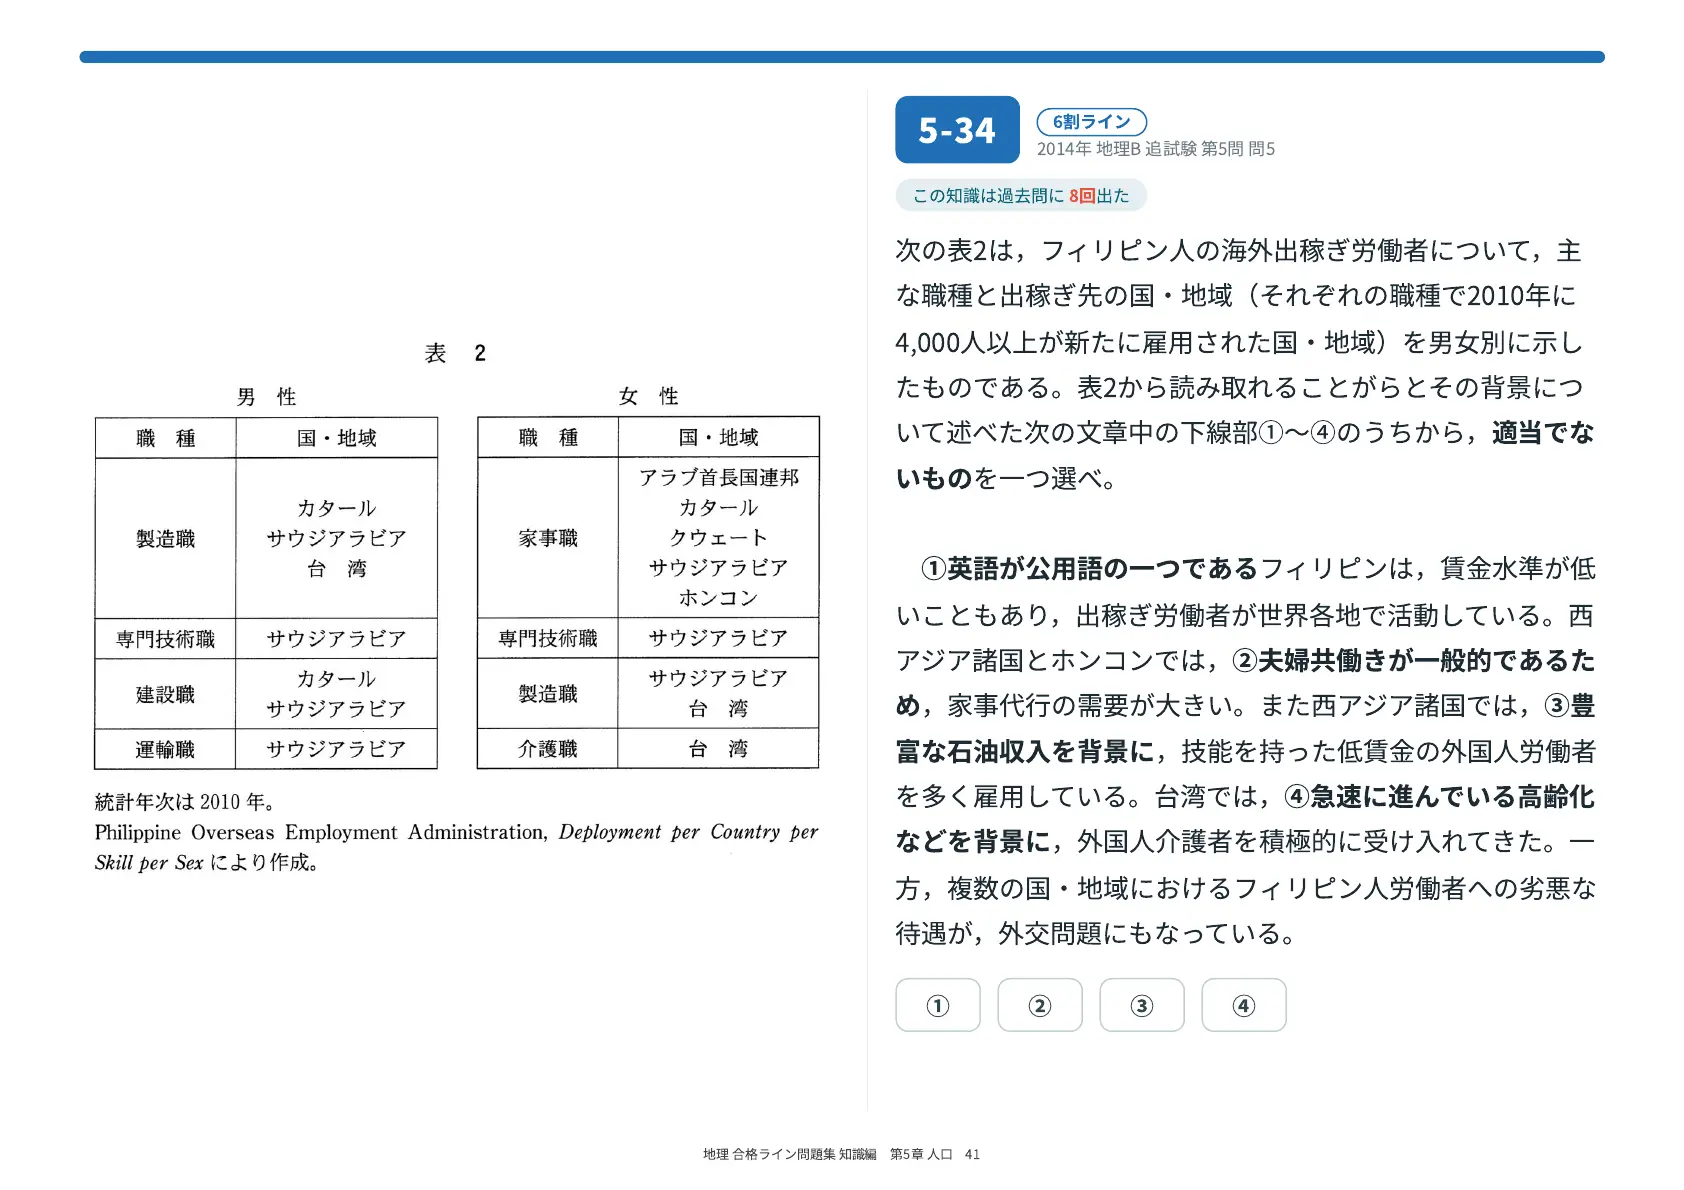 表 2
男 性
職 種 国・地域
製造職 カタール
サウジアラビア
台 湾
専門技術職 サウジアラビア
建設職 カタール
サウジアラビア
運輸職 サウジアラビア
女 性
職 種 国・地域
家事職 アラブ首長国連邦
カタール
クウェート
サウジアラビア
ホンコン
専門技術職 サウジアラビア
製造職 サウジアラビア
台 湾
介護職 台 湾
統計年次は 2010 年。
Philippine Overseas Employment Administration, Deployment per Country per
Skill per Sex により作成。
5-34
6割ライン
2014年 地理B 追試験 第5問 問5
この知識は過去問に 8回出た
次の表2は，フィリピン人の海外出稼ぎ労働者について，主
な職種と出稼ぎ先の国・地域（それぞれの職種で2010年に
4,000人以上が新たに雇用された国・地域）を男女別に示し
たものである。表2から読み取れることがらとその背景につ
いて述べた次の文章中の下線部①〜④のうちから，適当でな
いものを一つ選べ。
①英語が公用語の一つであるフィリピンは，賃金水準が低
いこともあり，出稼ぎ労働者が世界各地で活動している。西
アジア諸国とホンコンでは，②夫婦共働きが一般的であるた
め，家事代行の需要が大きい。また西アジア諸国では，③豊
富な石油収入を背景に，技能を持った低賃金の外国人労働者
を多く雇用している。台湾では，④急速に進んでいる高齢化
などを背景に，外国人介護者を積極的に受け入れてきた。一
方，複数の国・地域におけるフィリピン人労働者への劣悪な
待遇が，外交問題にもなっている。
① ② ③ ④
地理 合格ライン問題集 知識編 第5章 人口 41